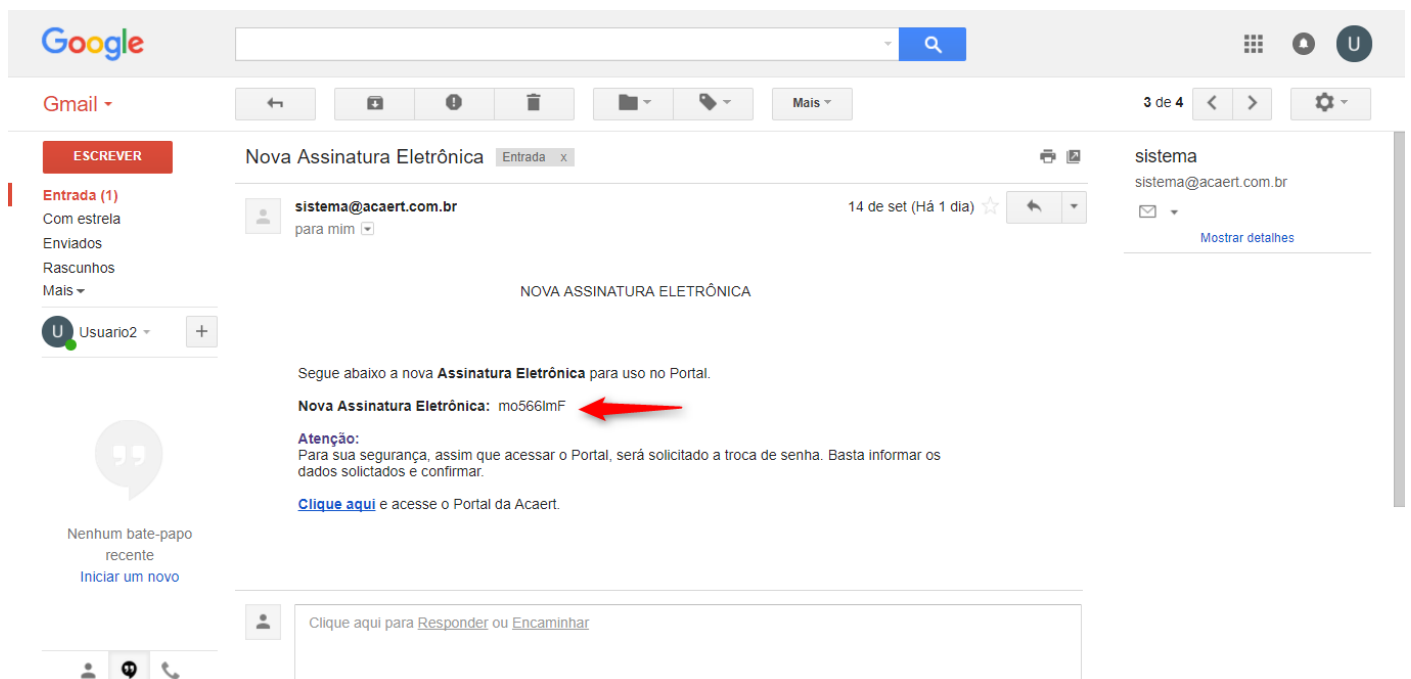 Google
U
Gmail
Mais
3 de 4
ESCREVER
Nova Assinatura Eletrônica Entrada x
sistema
sistema@acaert.com.br
Entrada (1)
Com estrela
Enviados
Rascunhos
Mais
sistema@acaert.com.br
14 de set (Há 1 dia)
para mim
Mostrar detalhes
U Usuario2 +
NOVA ASSINATURA ELETRÔNICA
Segue abaixo a nova Assinatura Eletrônica para uso no Portal.
Nova Assinatura Eletrônica: mo566ImF
Atenção:
Para sua segurança, assim que acessar o Portal, será solicitado a troca de senha. Basta informar os
dados solictados e confirmar.
Clique aqui e acesse o Portal da Acaert.
Nenhum bate-papo
recente
Iniciar um novo
Clique aqui para Responder ou Encaminhar